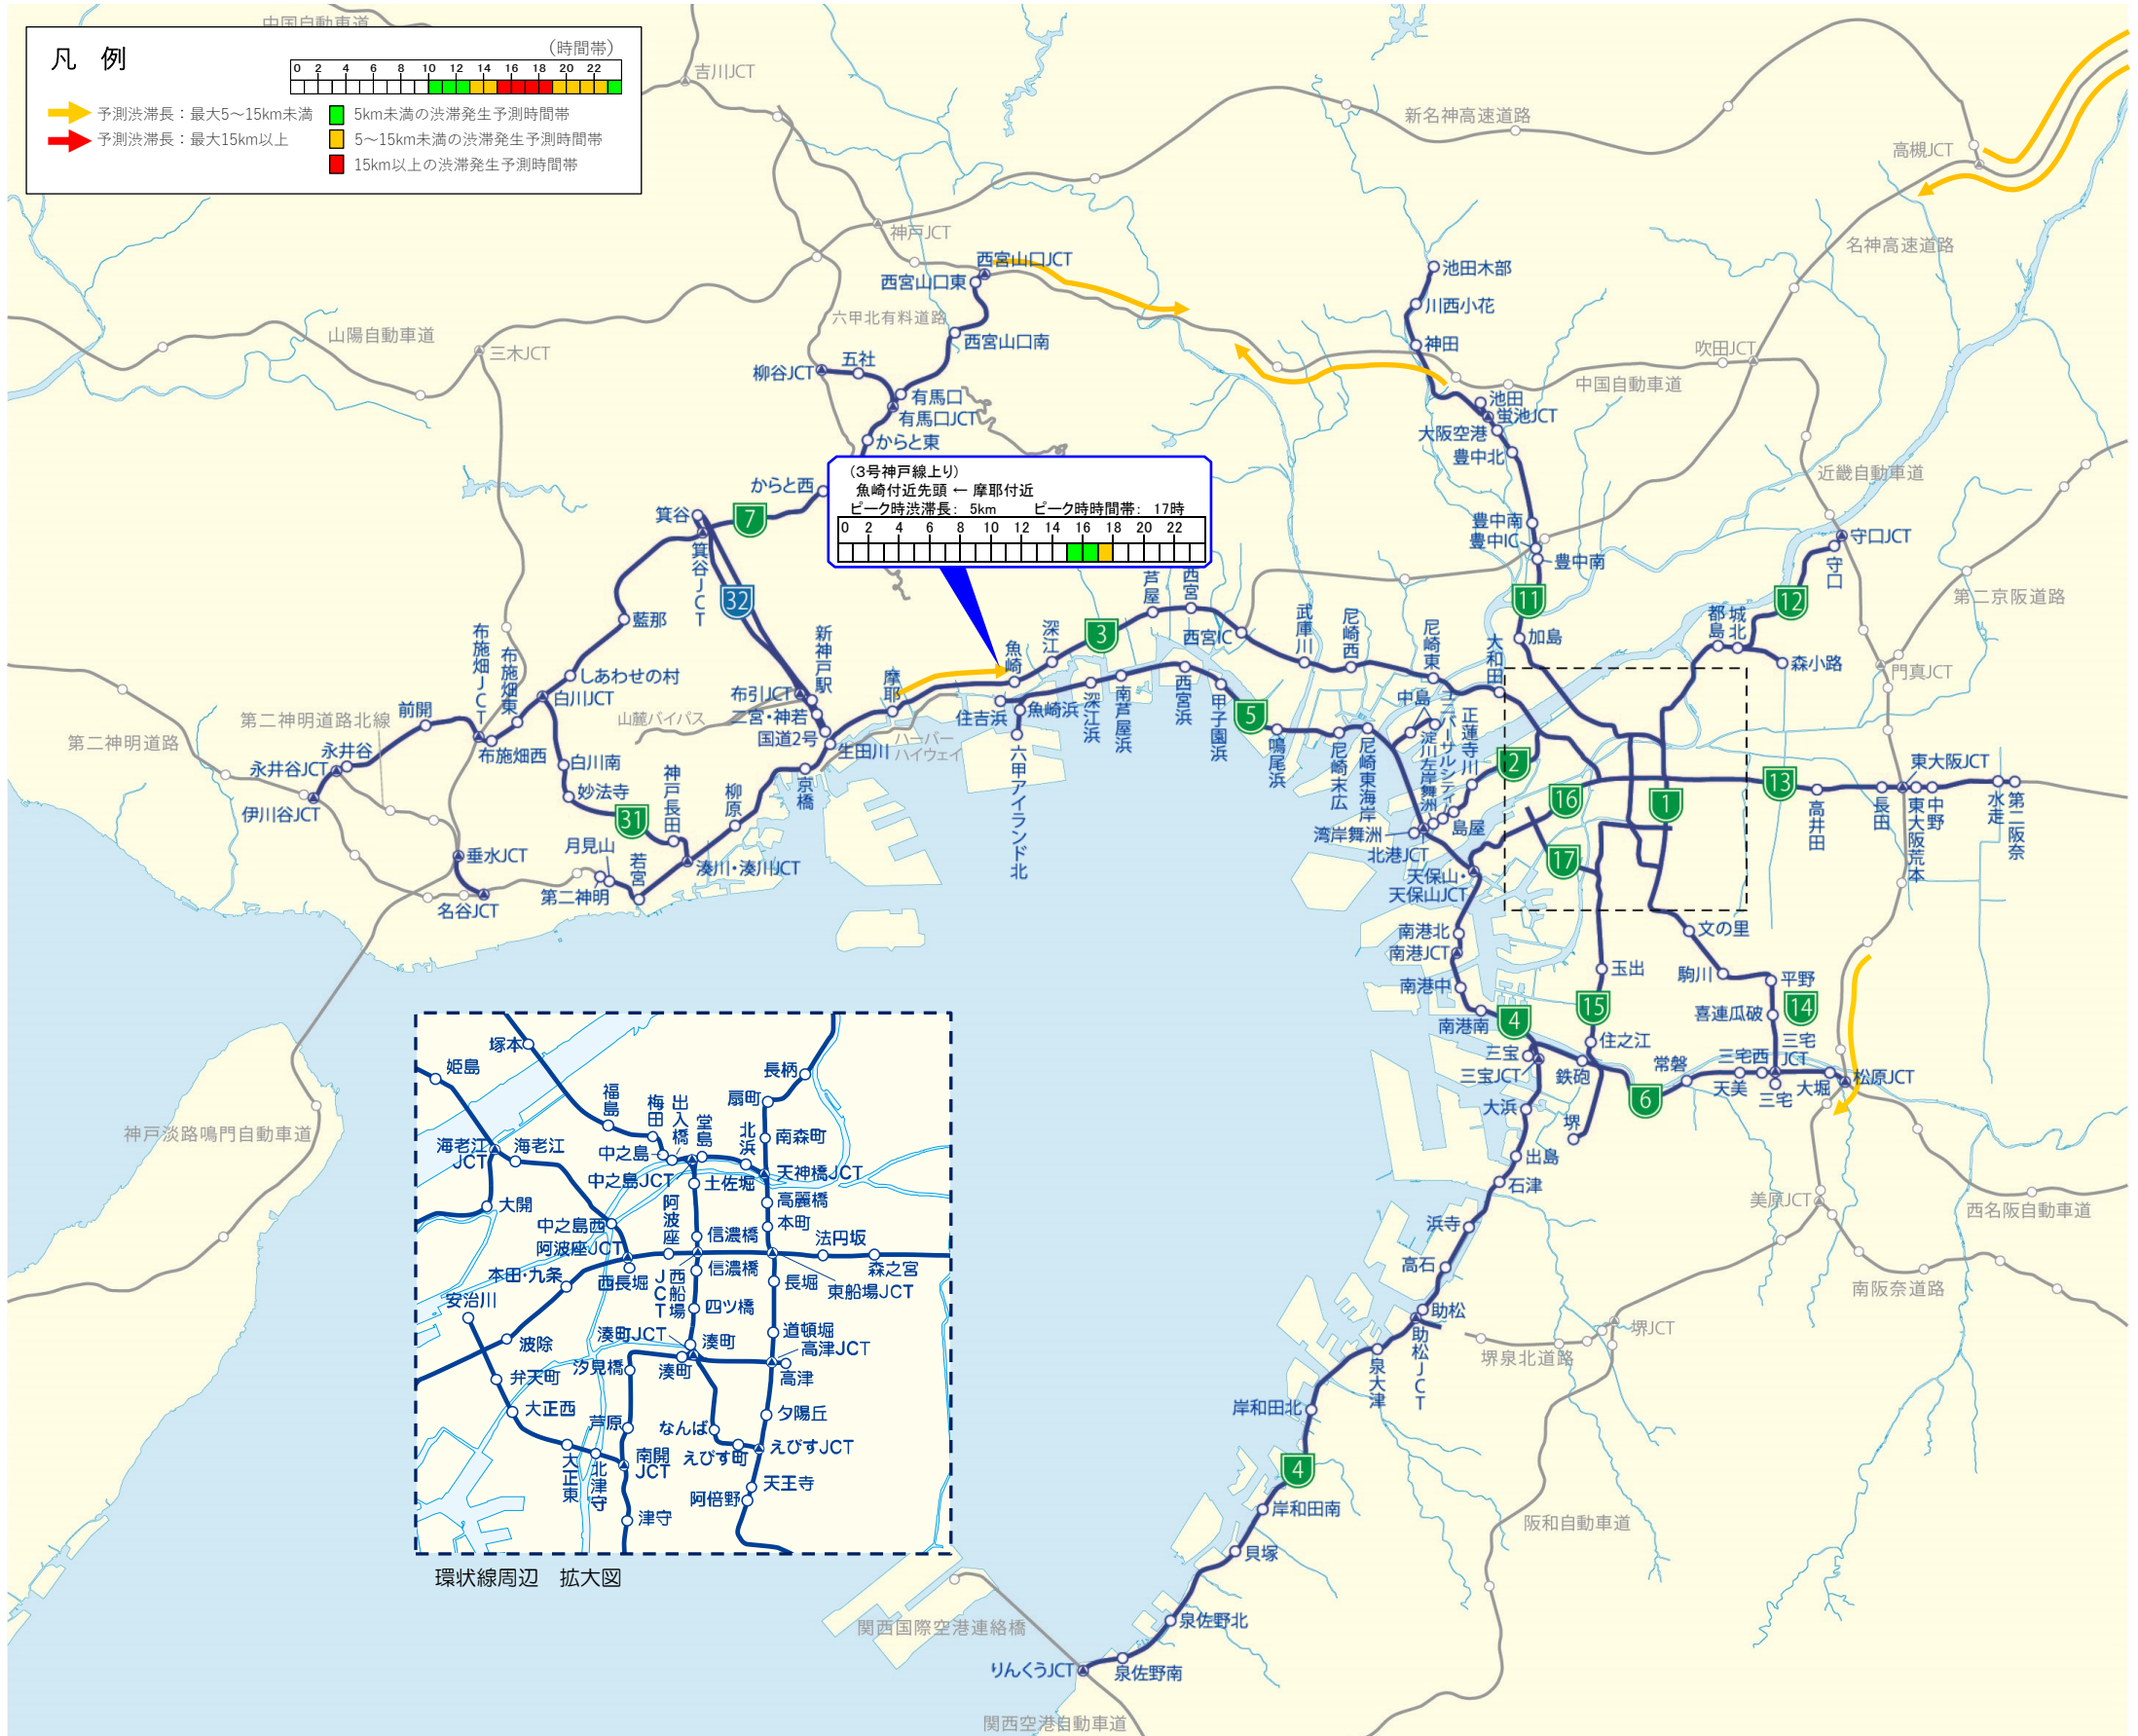 中国自動車道
凡 例
(時間帯)
0 2 4 6 8 10 12 14 16 18 20 22
予測渋滞長：最大5～15km未満
予測渋滞長：最大15km以上
5km未満の渋滞発生予測時間帯
5～15km未満の渋滞発生予測時間帯
15km以上の渋滞発生予測時間帯
吉川JCT
新名神高速道路
高槻JCT
神戸JCT
名神高速道路
西宮山口JCT
西宮山口東
池田木部
川西小花
六甲北有料道路
山陽自動車道
西宮山口南
神田
三木JCT
吹田JCT
五社
柳谷JCT
中国自動車道
有馬口
池田
有馬口JCT
蛍池JCT
大阪空港
からと東
豊中北
近畿自動車道
(3号神戸線上り)
魚崎付近先頭 ← 摩耶付近
ピーク時渋滞長： 5km ピーク時時間帯： 17時
0 2 4 6 8 10 12 14 16 18 20 22
からと西
箕谷
7
豊中南
豊中IC
豊中南
守口JCT
守口
箕谷JCT
32
芦屋
西宮
11
12
第二京阪道路
藍那
布施畑JCT
布施畑東
新神戸駅
魚崎
深江
3
西宮IC
武庫川
尼崎西
尼崎東
大和田
加島
都島
城北
森小路
門真JCT
しあわせの村
白川JCT
摩耶
布引JCT
二宮・神若
国道2号
山麓バイパス
生田川
ハーバー
ハイウェイ
住吉浜
魚崎浜
深江浜
南芦屋浜
西宮浜
甲子園浜
5
鳴尾浜
尼崎末広
尼崎東海岸
中島
ユニバーサルシティ
淀川左岸舞洲
正蓮寺川
2
前開
第二神明道路北線
第二神明道路
永井谷
永井谷JCT
布施畑西
伊川谷JCT
白川南
妙法寺
神戸長田
柳原
京橋
31
六甲アイランド北
月見山
若宮
湊川・湊川JCT
第二神明
垂水JCT
名谷JCT
湾岸舞洲
島屋
北港JCT
天保山・
天保山JCT
16
17
1
13
高井田
長田
東大阪JCT
東大阪荒本
中野
水走
第二阪奈
南港北
南港JCT
南港中
南港南
4
文の里
玉出
駒川
平野
喜連瓜破
14
15
住之江
三宝
三宝JCT
鉄砲
常磐
三宅西
三宅
JCT
天美
三宅
大堀
松原JCT
6
大浜
堺
出島
石津
浜寺
高石
美原JCT
西名阪自動車道
南阪奈道路
神戸淡路鳴門自動車道
助松
助松JCT
泉大津
堺JCT
堺泉北道路
岸和田北
4
岸和田南
阪和自動車道
貝塚
泉佐野北
関西国際空港連絡橋
りんくうJCT
泉佐野南
関西空港自動車道
塚本
姫島
長柄
福島
梅田
出入橋
堂島
扇町
北浜
南森町
海老江
JCT
海老江
中之島
中之島JCT
土佐堀
天神橋JCT
大開
阿波座
高麗橋
中之島西
信濃橋
本町
法円坂
阿波座JCT
本田・九条
西長堀
西船場
JCT
信濃橋
長堀
東船場JCT
森之宮
安治川
四ツ橋
波除
湊町JCT
湊町
道頓堀
高津JCT
汐見橋
湊町
高津
弁天町
大正西
芦原
なんば
夕陽丘
南開
JCT
えびす町
えびすJCT
大正東
北津守
阿倍野
天王寺
津守
環状線周辺 拡大図